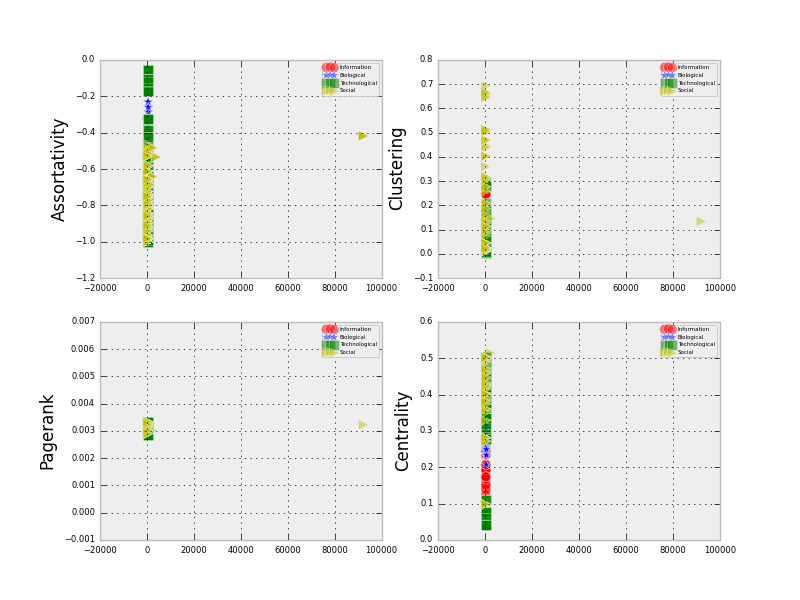 Assortativity
0.0
−0.2
−0.4
−0.6
−0.8
−1.0
−1.2
−20000 0 20000 40000 60000 80000 100000
Information
Biological
Technological
Social
Clustering
0.8
0.7
0.6
0.5
0.4
0.3
0.2
0.1
0.0
−0.1
−20000 0 20000 40000 60000 80000 100000
Information
Biological
Technological
Social
Pagerank
0.007
0.006
0.005
0.004
0.003
0.002
0.001
0.000
−0.001
−20000 0 20000 40000 60000 80000 100000
Information
Biological
Technological
Social
Centrality
0.6
0.5
0.4
0.3
0.2
0.1
0.0
−20000 0 20000 40000 60000 80000 100000
Information
Biological
Technological
Social